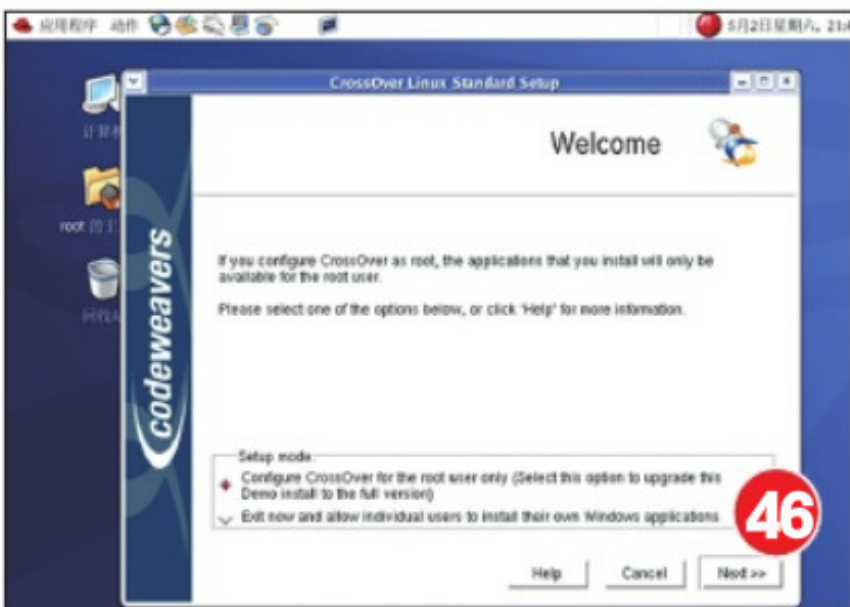 应用程序 动作
5月2日星期六, 21:4
CrossOver Linux Standard Setup
root 的主
Welcome
codeweavers
If you configure CrossOver as root, the applications that you install will only be
available for the root user.
Please select one of the options below, or click 'Help' for more information.
Setup mode
Configure CrossOver for the root user only (Select this option to upgrade this
Demo install to the full version)
Exit now and allow individual users to install their own Windows applications
46
Help Cancel Next >>